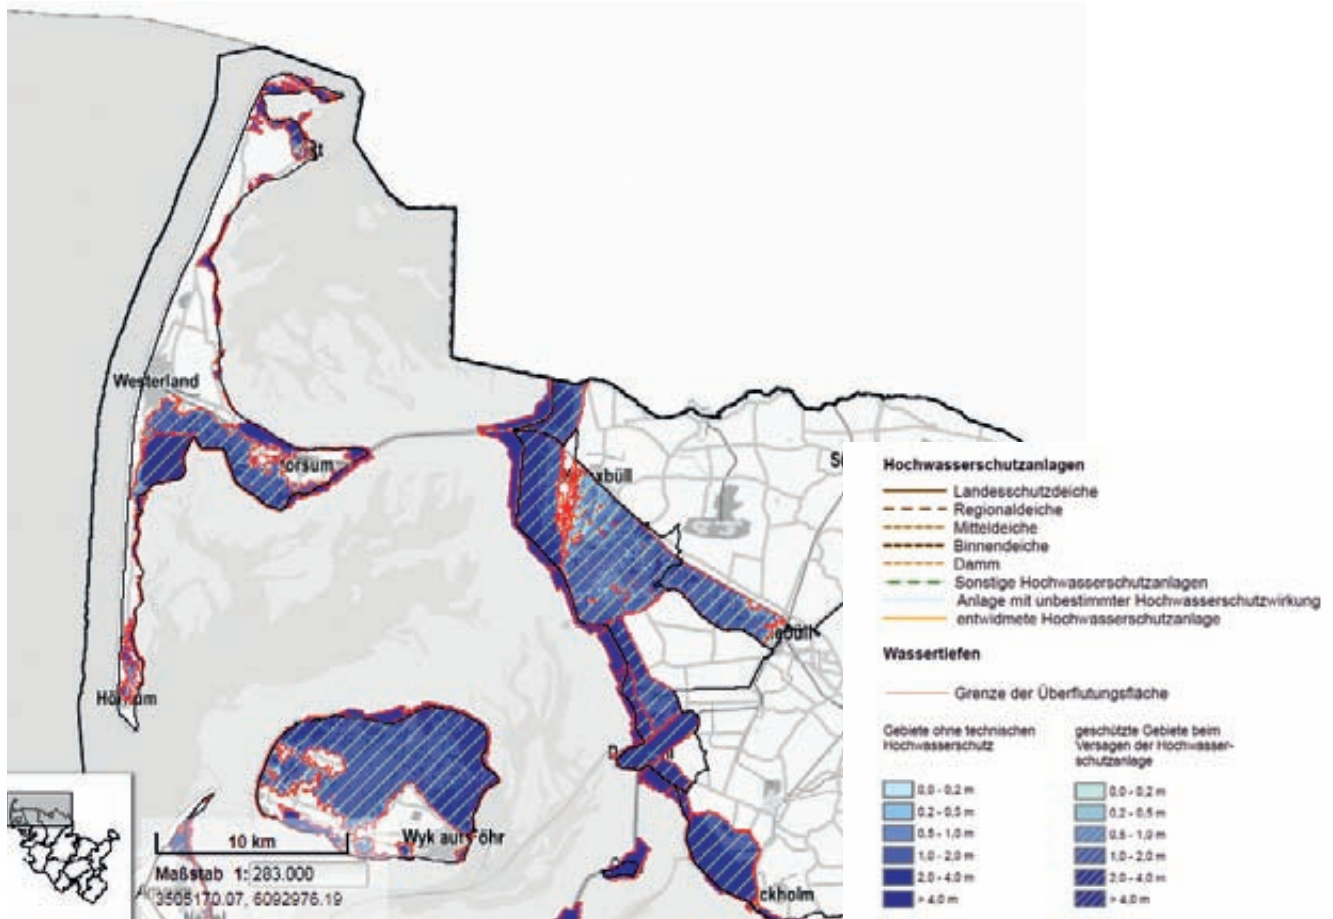 st
Westerland
orsum
xbüll
ebüll
Hörnum
Wyk auf Föhr
ckholm
10 km
Maßstab 1: 283.000
3505170.07, 6092976.19
Hochwasserschutzanlagen
Landesschutzdeiche
Regionaldeiche
Mitteldeiche
Binnendeiche
Damm
Sonstige Hochwasserschutzanlagen
Anlage mit unbestimmter Hochwasserschutzwirkung
entwidmete Hochwasserschutzanlage
Wassertiefen
Grenze der Überflutungsfläche
Gebiete ohne technischen
Hochwasserschutz
0,0 - 0,2 m
0,2 - 0,5 m
0,5 - 1,0 m
1,0 - 2,0 m
2,0 - 4,0 m
> 4,0 m
geschützte Gebiete beim
Versagen der Hochwasser-
schutzanlage
0,0 - 0,2 m
0,2 - 0,5 m
0,5 - 1,0 m
1,0 - 2,0 m
2,0 - 4,0 m
> 4,0 m